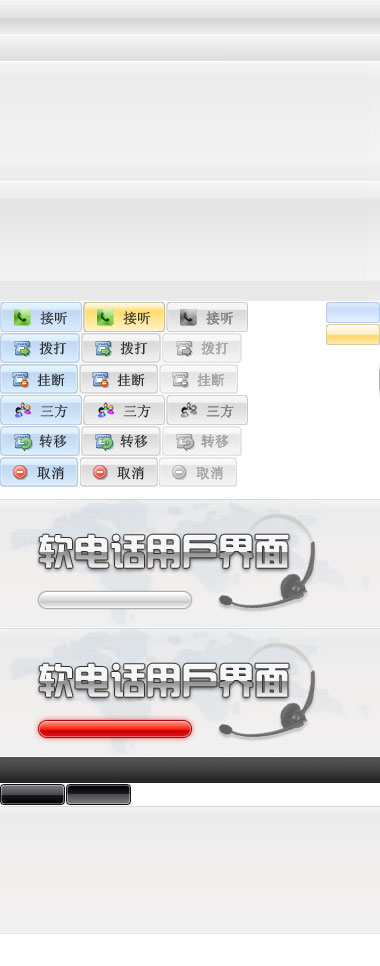 接听 接听 接听
拨打 拨打 拨打
挂断 挂断 挂断
三方 三方 三方
转移 转移 转移
取消 取消 取消
软电话用户界面
软电话用户界面